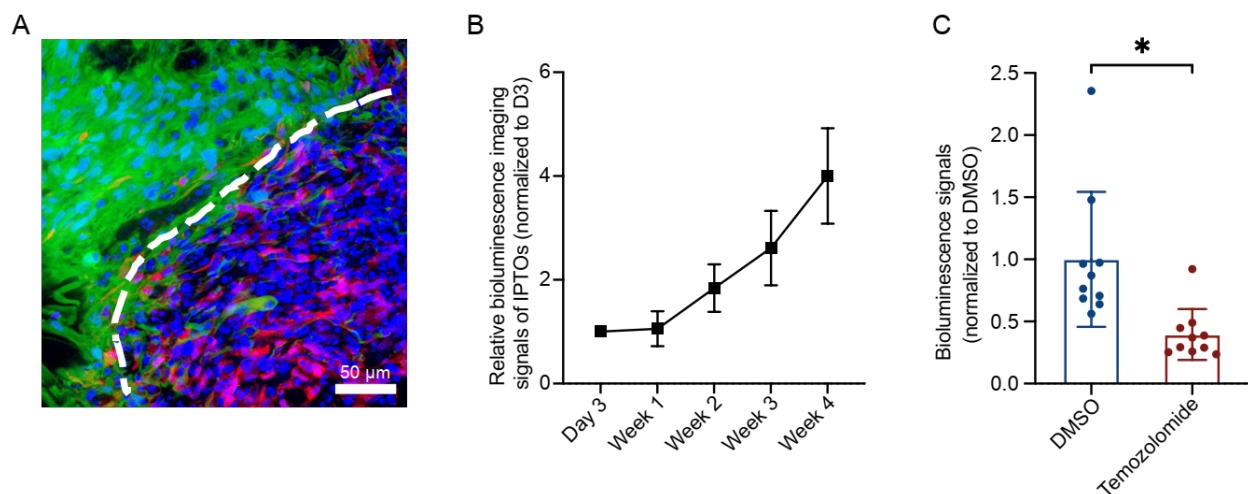 A
50 µm
B
Relative bioluminescence imaging
signals of IPTOs (normalized to D3)
6
4
2
0
Day 3
Week 1
Week 2
Week 3
Week 4
C
*
Bioluminescence signals
(normalized to DMSO)
2.5
2.0
1.5
1.0
0.5
0.0
DMSO
Temozolomide